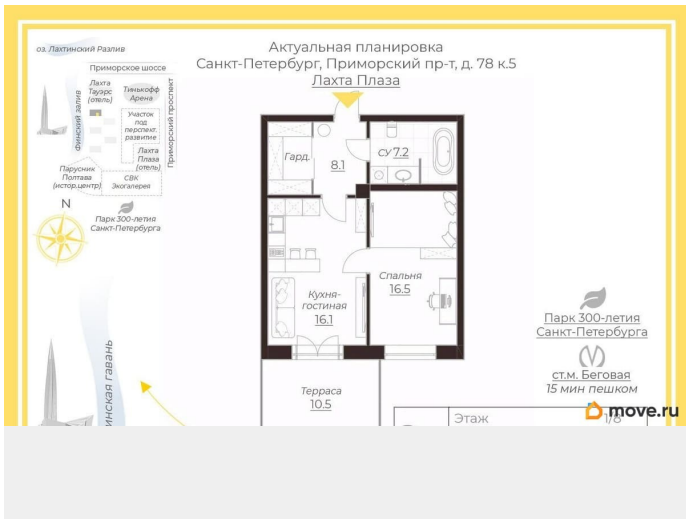 Актуальная планировка
Санкт-Петербург, Приморский пр-т, д. 78 к.5
Лахта Плаза
оз. Лахтинский Разлив
Приморское шоссе
Лахта
Тауэрс
(отель)
Тинькофф
Арена
Финский залив
Участок
под
перспект.
развитие
Приморский проспект
Лахта
Плаза
(отель)
Парусник
Полтава
(истор.центр)
СВК
Экогалерея
N
Парк 300-летия
Санкт-Петербурга
Гард.
8.1
СУ 7.2
Кухня-
гостиная
16.1
Спальня
16.5
Терраса
10.5
Парк 300-летия
Санкт-Петербурга
ст.м. Беговая
15 мин пешком
инская гавань
Этаж
1/8
move.ru